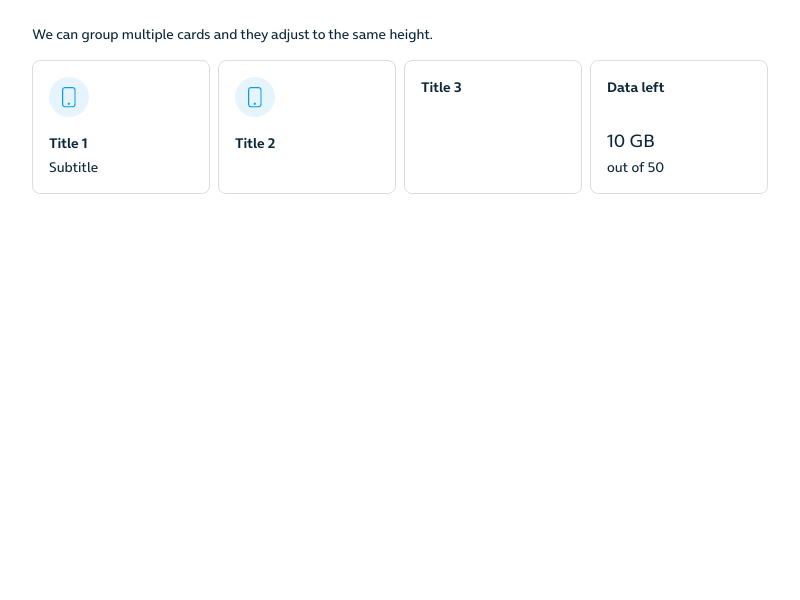 We can group multiple cards and they adjust to the same height.
Title 1
Subtitle
Title 2
Title 3
Data left
10 GB
out of 50